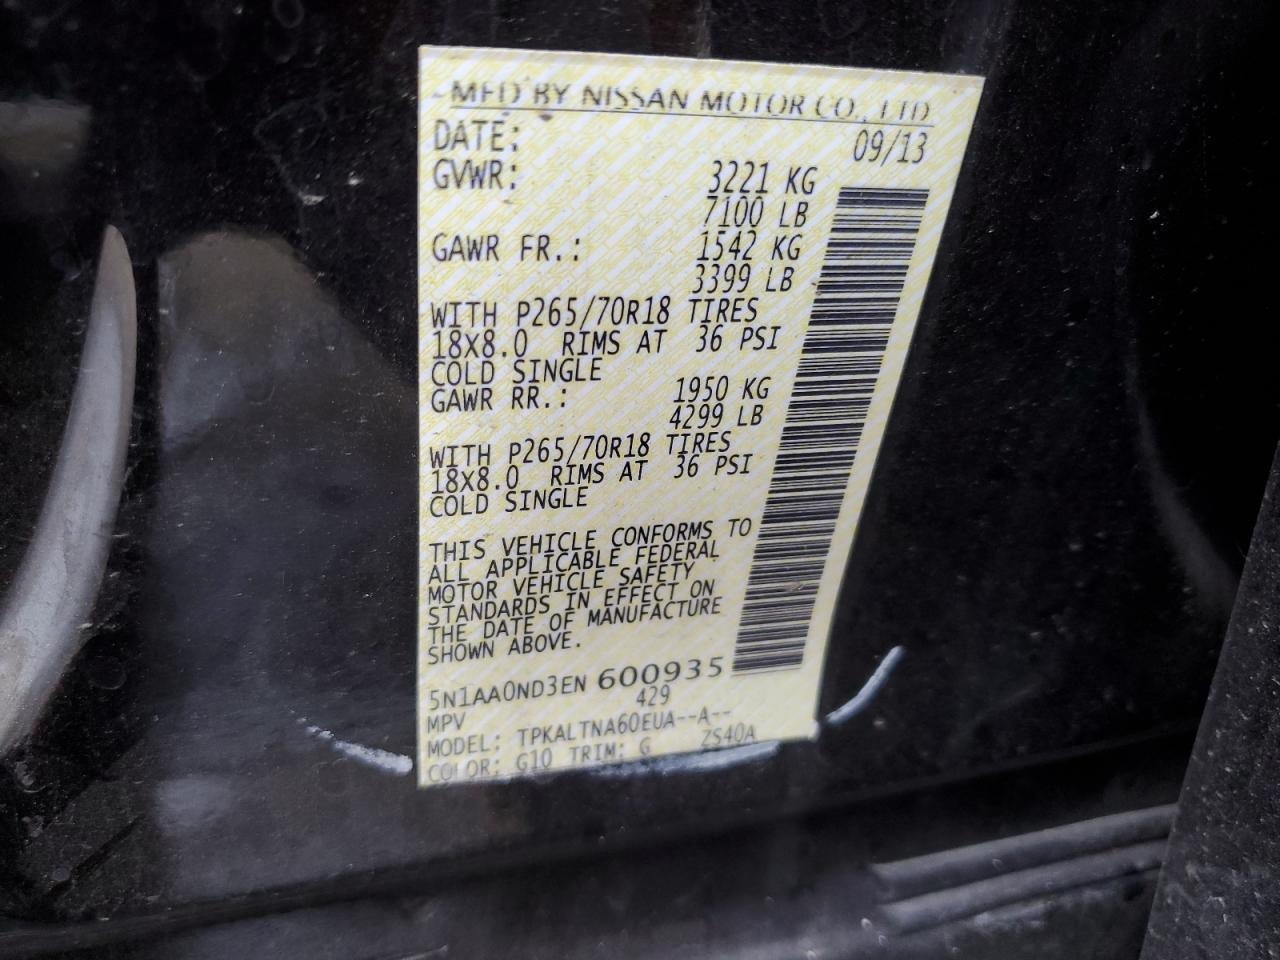 MFD BY NISSAN MOTOR CO., LTD
DATE: 09/13
GVWR: 3221 KG
7100 LB
GAWR FR.: 1542 KG
3399 LB
WITH P265/70R18 TIRES
18X8.0 RIMS AT 36 PSI
COLD SINGLE
GAWR RR.: 1950 KG
4299 LB
WITH P265/70R18 TIRES
18X8.0 RIMS AT 36 PSI
COLD SINGLE
THIS VEHICLE CONFORMS TO
ALL APPLICABLE FEDERAL
MOTOR VEHICLE SAFETY
STANDARDS IN EFFECT ON
THE DATE OF MANUFACTURE
SHOWN ABOVE.
5N1AA0ND3EN 600935
MPV 429
MODEL: TPKALTNA60EUA--A--
COLOR: G10 TRIM: G ZS40A